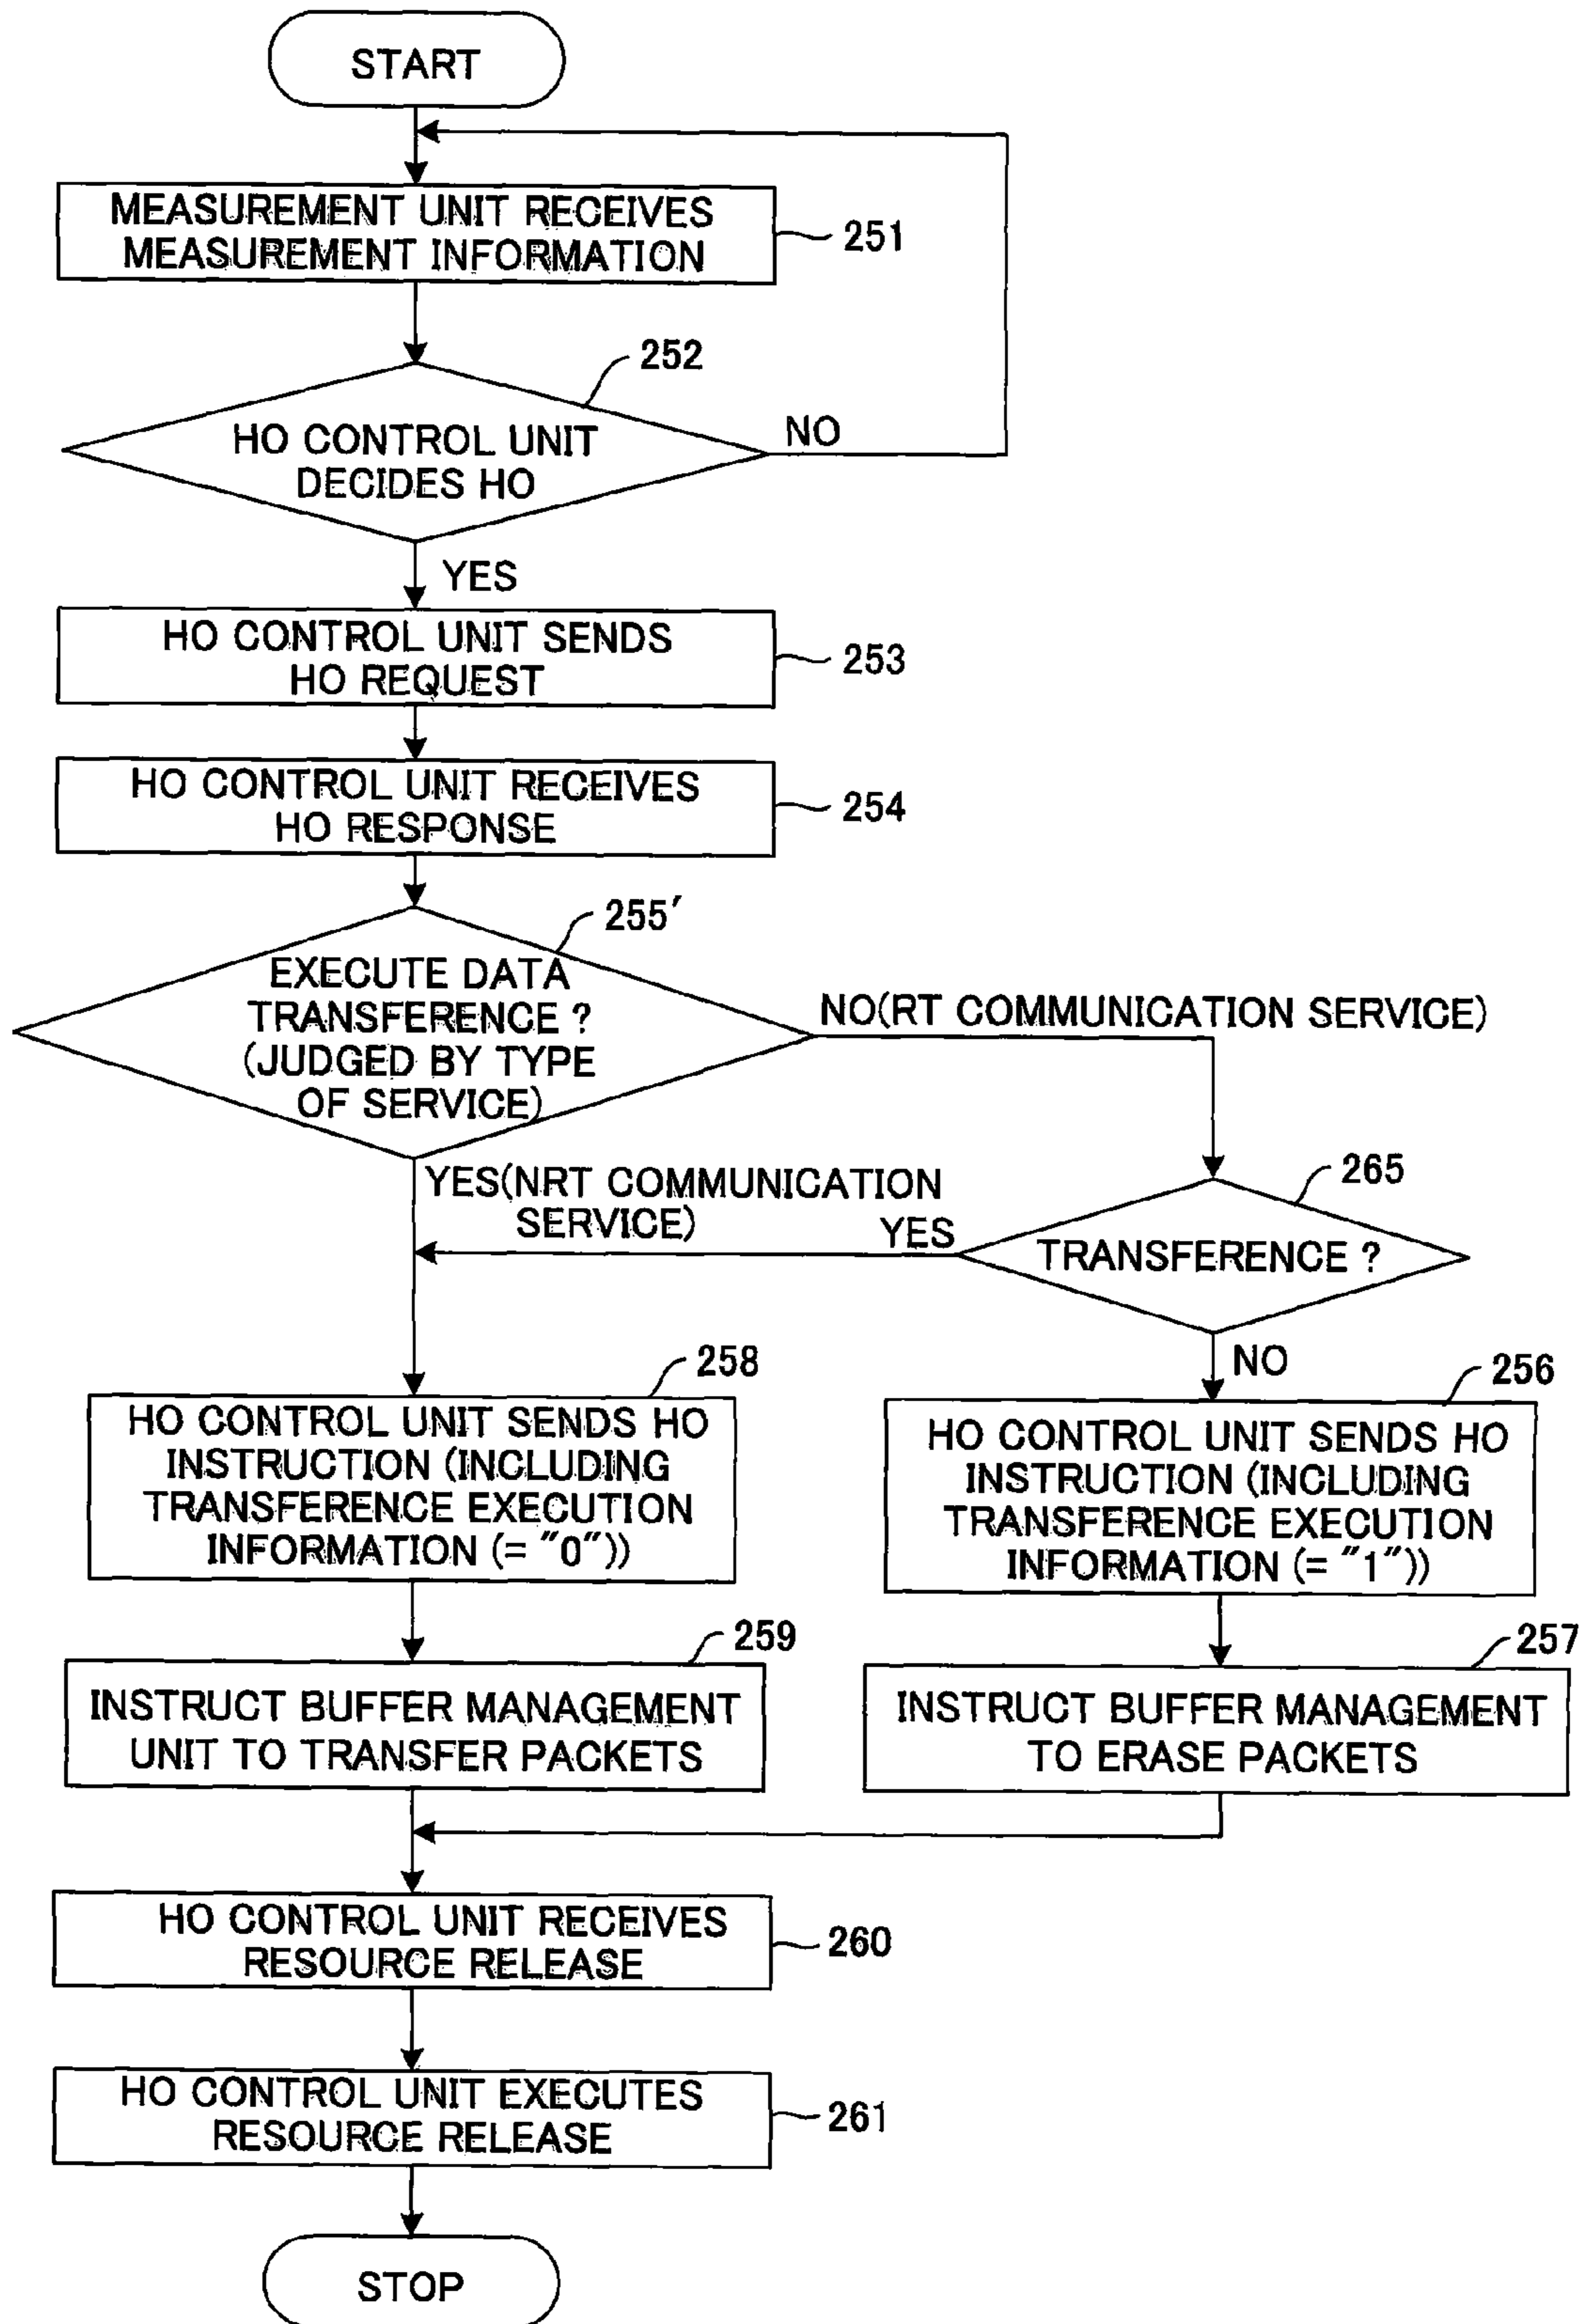 START
MEASUREMENT UNIT RECEIVES
MEASUREMENT INFORMATION
251
252
HO CONTROL UNIT
DECIDES HO
NO
YES
HO CONTROL UNIT SENDS
HO REQUEST
253
HO CONTROL UNIT RECEIVES
HO RESPONSE
254
255′
EXECUTE DATA
TRANSFERENCE ?
(JUDGED BY TYPE
OF SERVICE)
NO(RT COMMUNICATION SERVICE)
YES(NRT COMMUNICATION
SERVICE)
265
TRANSFERENCE ?
YES
NO
258
HO CONTROL UNIT SENDS HO
INSTRUCTION (INCLUDING
TRANSFERENCE EXECUTION
INFORMATION (= ″0″))
256
HO CONTROL UNIT SENDS HO
INSTRUCTION (INCLUDING
TRANSFERENCE EXECUTION
INFORMATION (= ″1″))
259
INSTRUCT BUFFER MANAGEMENT
UNIT TO TRANSFER PACKETS
257
INSTRUCT BUFFER MANAGEMENT
TO ERASE PACKETS
HO CONTROL UNIT RECEIVES
RESOURCE RELEASE
260
HO CONTROL UNIT EXECUTES
RESOURCE RELEASE
261
STOP